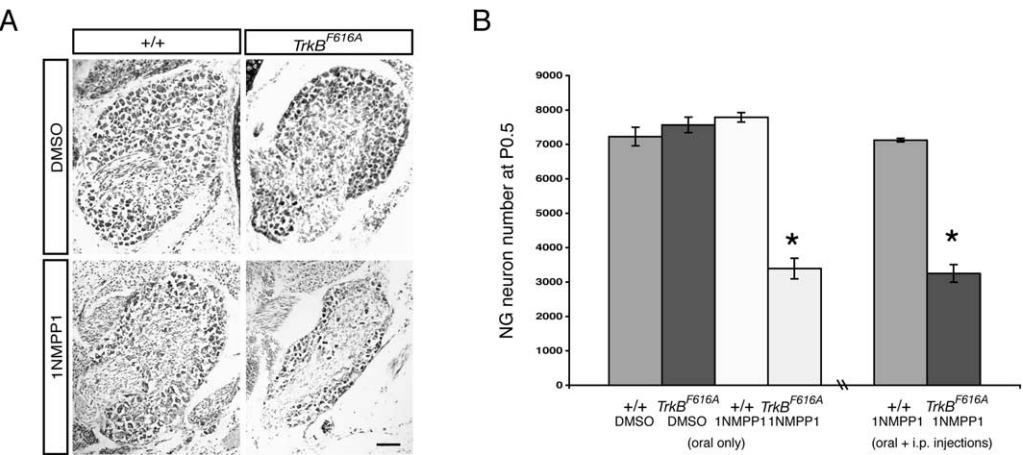 A
B
+/+
TrkB^F616A
DMSO
1NMPP1
NG neuron number at P0.5
9000
8000
7000
6000
5000
4000
3000
2000
1000
0
*
*
+/+ TrkB^F616A +/+ TrkB^F616A
DMSO DMSO 1NMPP1 1NMPP1
(oral only)
+/+ TrkB^F616A
1NMPP1 1NMPP1
(oral + i.p. injections)